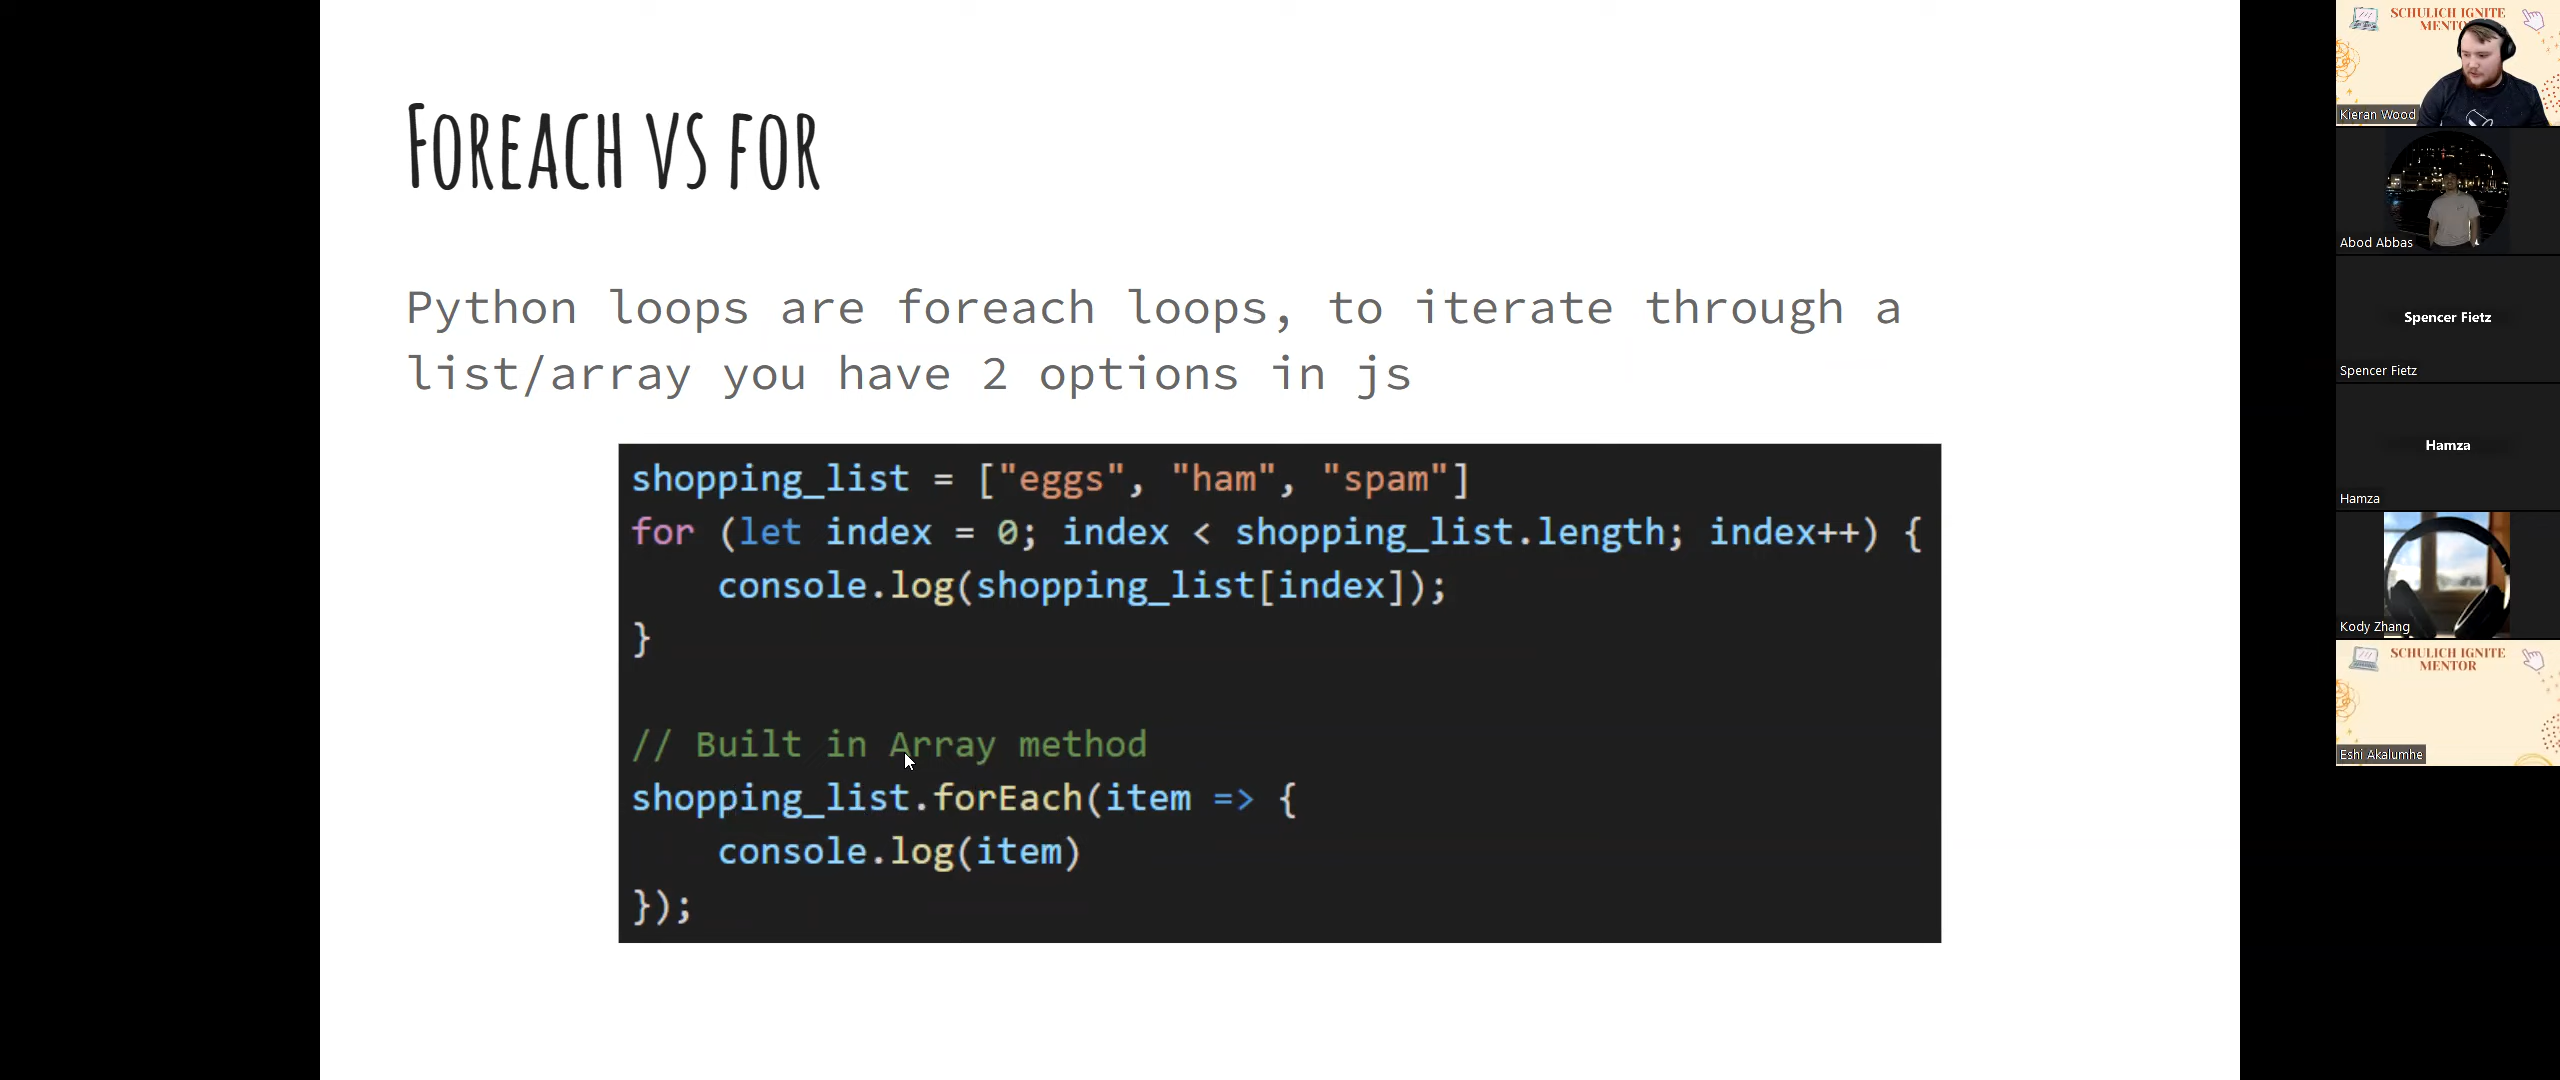 FOREACH VS FOR
Python loops are foreach loops, to iterate through a
list/array you have 2 options in js
shopping_list = ["eggs", "ham", "spam"]
for (let index = 0; index < shopping_list.length; index++) {
    console.log(shopping_list[index]);
}
// Built in Array method
shopping_list.forEach(item => {
    console.log(item)
});
SCHULICH IGNITE
Kieran Wood
Abod Abbas
Spencer Fietz
Spencer Fietz
Hamza
Hamza
Kody Zhang
SCHULICH IGNITE
MENTOR
Eshi Akalumhe